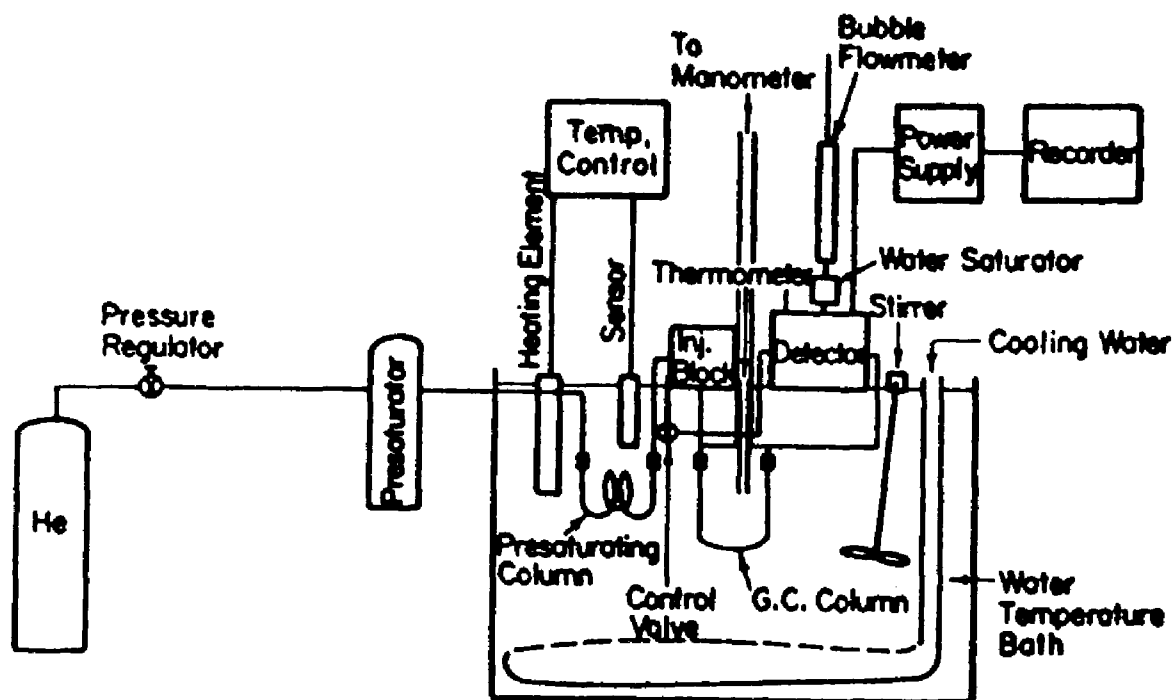 To
Manometer
Bubble
Flowmeter
Temp.
Control
Power
Supply
Recorder
Heating Element
Sensor
Thermometer
Water Saturator
Stirrer
Pressure
Regulator
Inj.
Block
Detector
Cooling Water
Presaturator
He
Presaturating
Column
Control
Valve
G.C. Column
Water
Temperature
Bath